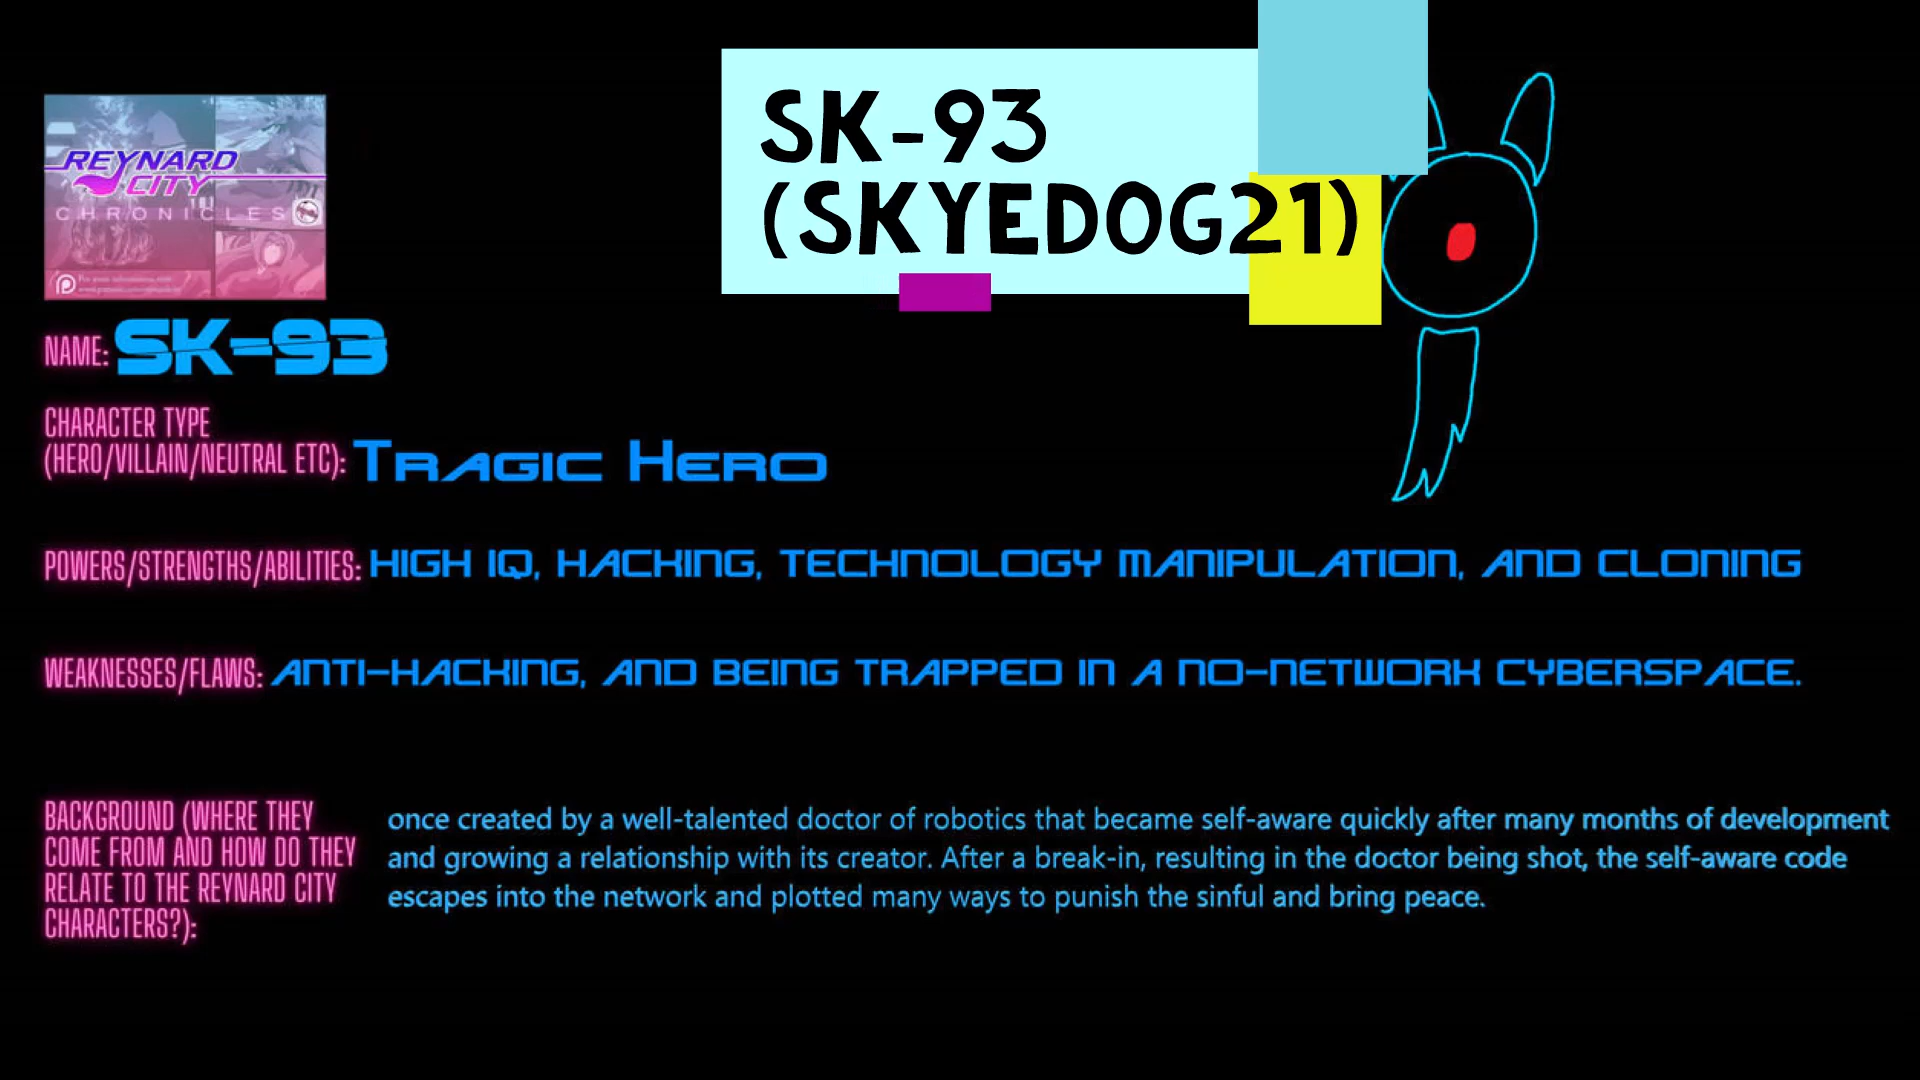 SK-93
(SKYEDOG21)
REYNARD
CITY
CHRONICLES
NAME: SK-93
CHARACTER TYPE
(HERO/VILLAIN/NEUTRAL ETC): TRAGIC HERO
POWERS/STRENGTHS/ABILITIES: HIGH IQ, HACKING, TECHNOLOGY MANIPULATION, AND CLONING
WEAKNESSES/FLAWS: ANTI-HACKING, AND BEING TRAPPED IN A NO-NETWORK CYBERSPACE.
BACKGROUND (WHERE THEY
COME FROM AND HOW DO THEY
RELATE TO THE REYNARD CITY
CHARACTERS?):
once created by a well-talented doctor of robotics that became self-aware quickly after many months of development
and growing a relationship with its creator. After a break-in, resulting in the doctor being shot, the self-aware code
escapes into the network and plotted many ways to punish the sinful and bring peace.